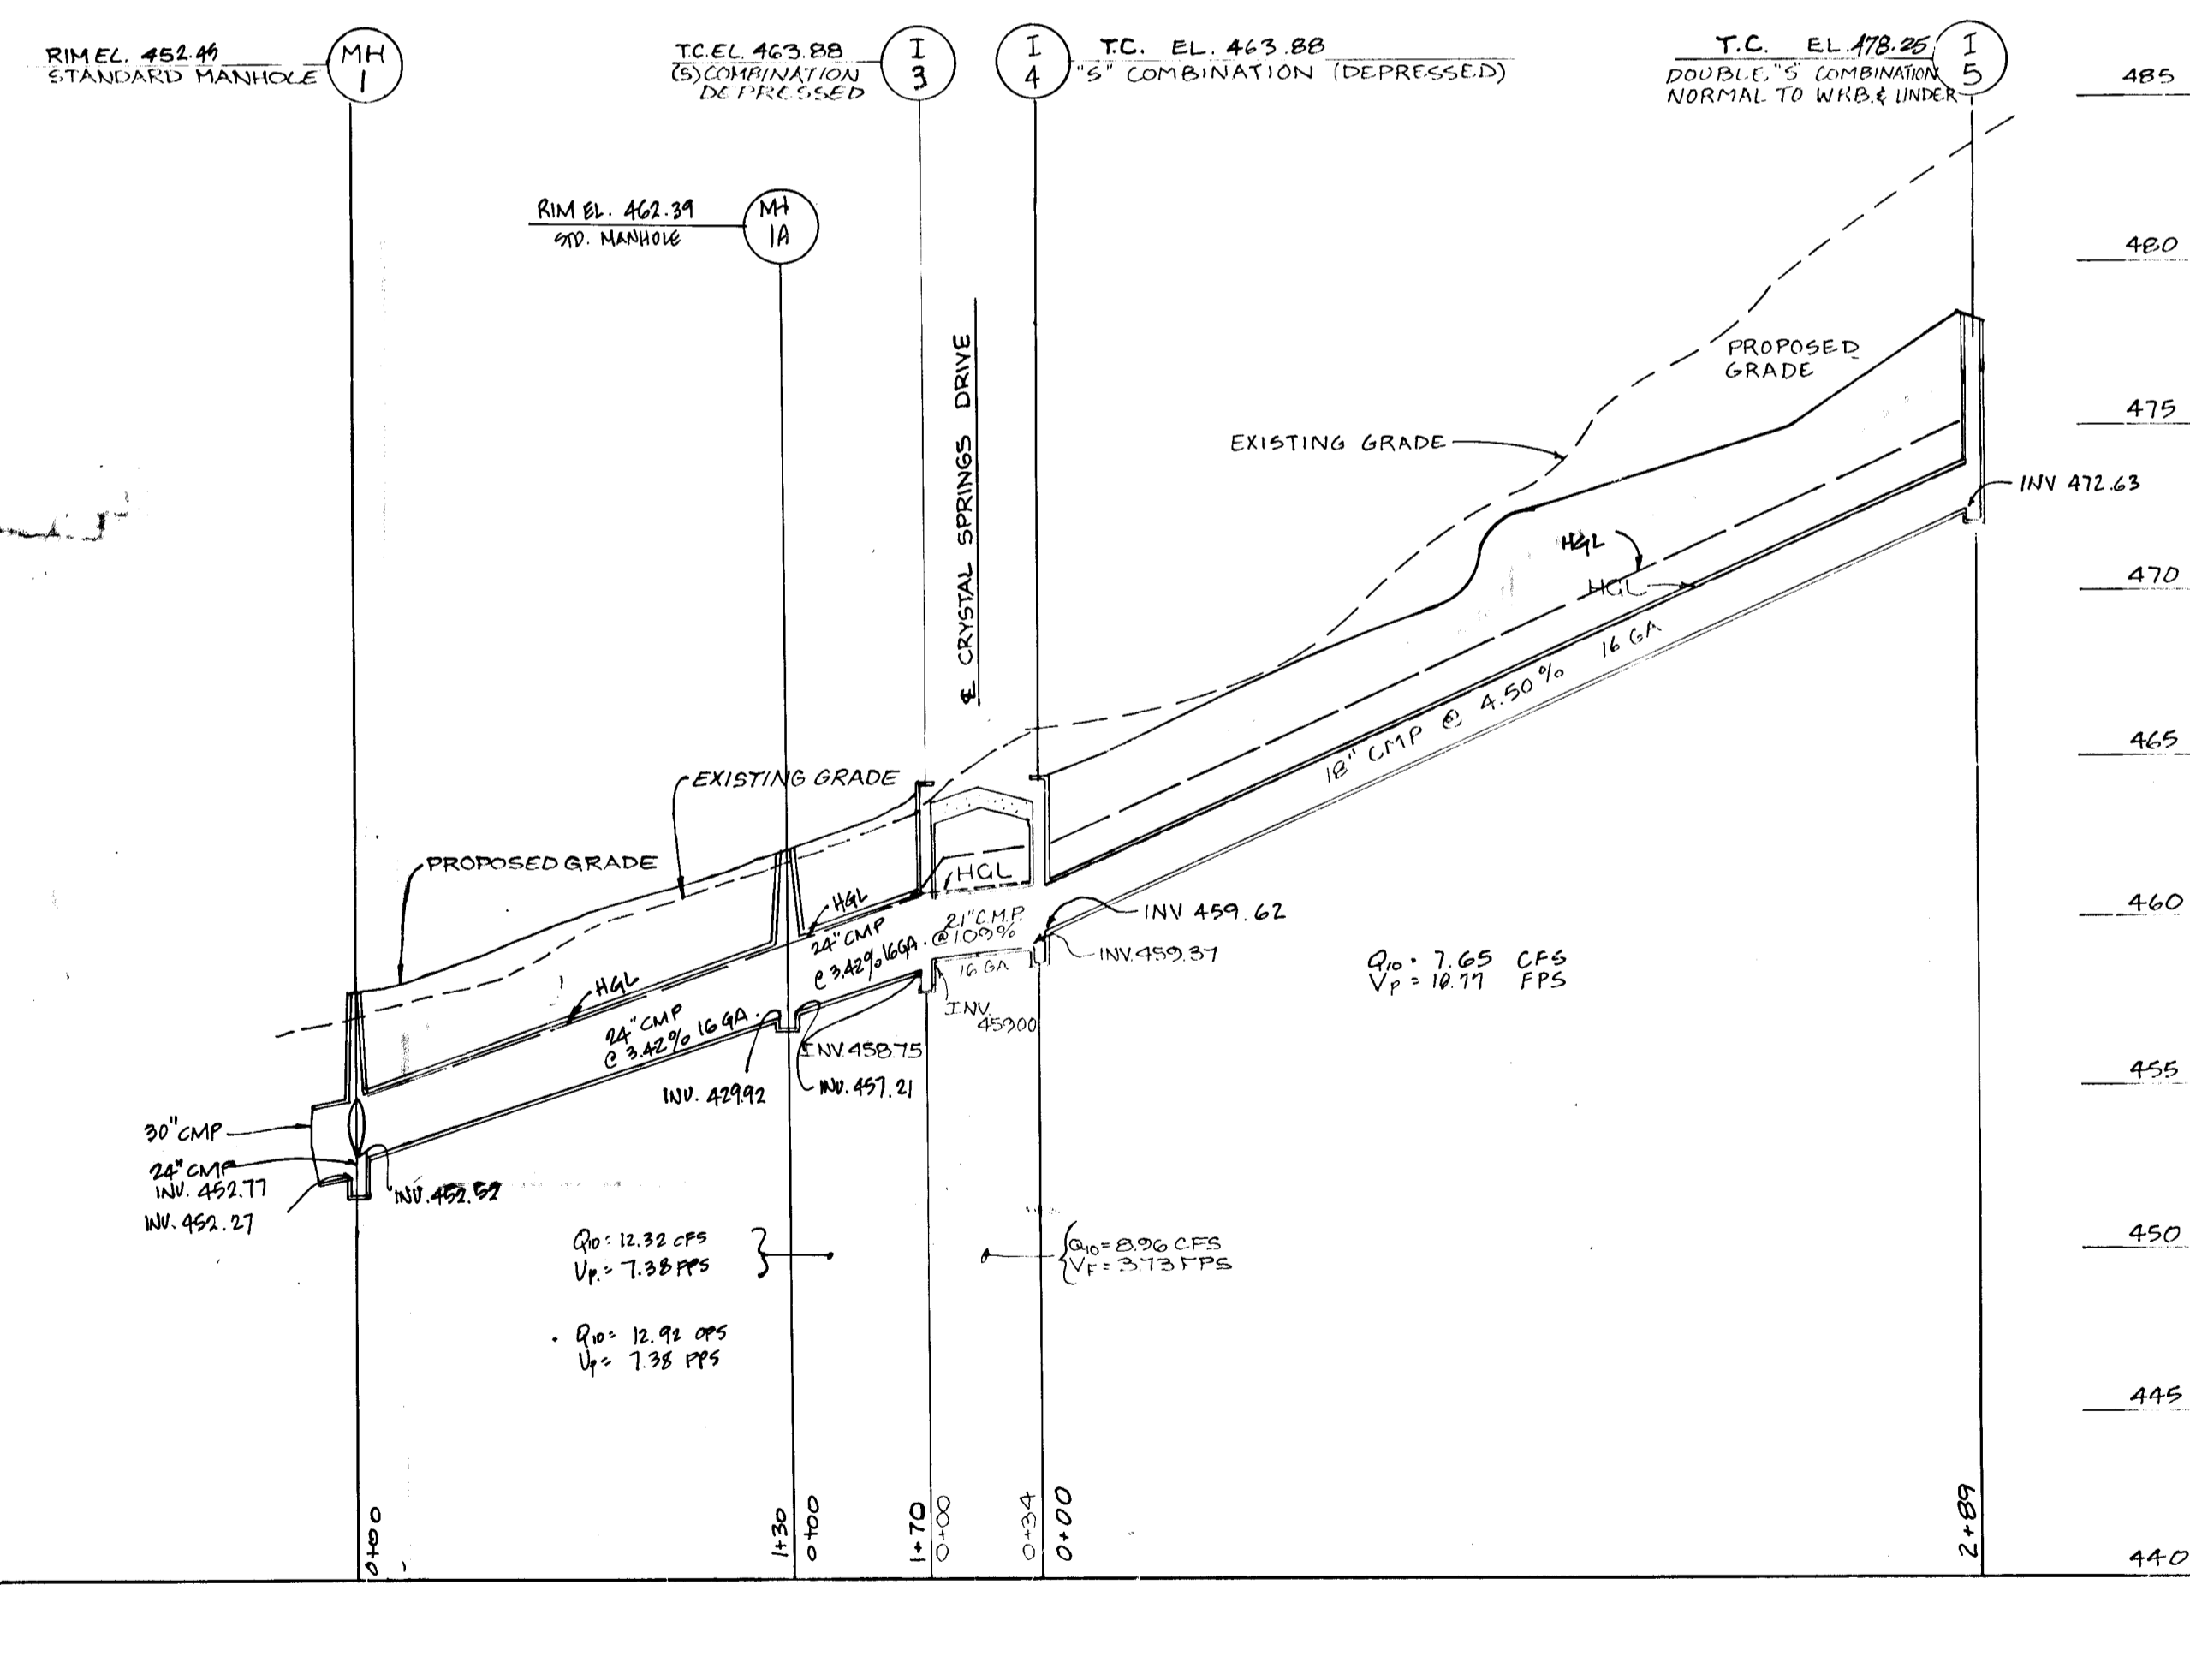 RIM EL. 452.45
STANDARD MANHOLE
MH
1
T.C.EL. 463.88
(S) COMBINATION
DEPRESSED
I
3
I
4
T.C. EL. 463.88
"S" COMBINATION (DEPRESSED)
T.C. EL. 478.25
DOUBLE "S" COMBINATION
NORMAL TO WKB. & UNDER
I
5
485
RIM EL. 462.39
STD. MANHOLE
MH
1A
480
℄ CRYSTAL SPRINGS DRIVE
PROPOSED
GRADE
475
EXISTING GRADE
INV 472.63
HGL
HGL
470
16 GA
18" CMP @ 4.50%
465
EXISTING GRADE
PROPOSED GRADE
HGL
HGL
460
21" C.M.P.
@ 1.09%
16 GA
24" CMP
@ 3.42% 16 GA.
INV 459.62
INV. 459.37
Q10 = 7.65 CFS
VP = 10.77 FPS
HGL
24" CMP
@ 3.42% 16 GA.
INV.
459.00
INV. 458.75
INV. 457.21
INV. 429.92
455
30" CMP
24" CMP
INV. 452.77
INV. 452.27
INV. 452.52
450
Q10 = 12.32 CFS
VP. = 7.38 FPS
Q10 = 8.96 CFS
VF = 3.73 FPS
Q10 = 12.92 CFS
VP = 7.38 FPS
445
0+00
1+30
0+00
1+70
0+00
0+34
0+00
2+89
440